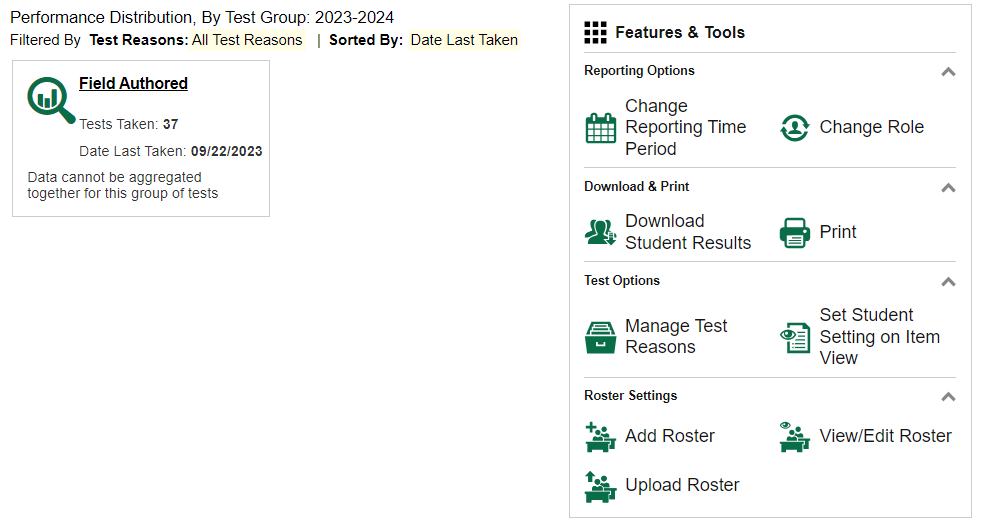 Performance Distribution, By Test Group: 2023-2024
Filtered By Test Reasons: All Test Reasons | Sorted By: Date Last Taken
Field Authored
Tests Taken: 37
Date Last Taken: 09/22/2023
Data cannot be aggregated
together for this group of tests
Features & Tools
Reporting Options
Change
Reporting Time
Period
Change Role
Download & Print
Download
Student Results
Print
Test Options
Manage Test
Reasons
Set Student
Setting on Item
View
Roster Settings
Add Roster
View/Edit Roster
Upload Roster